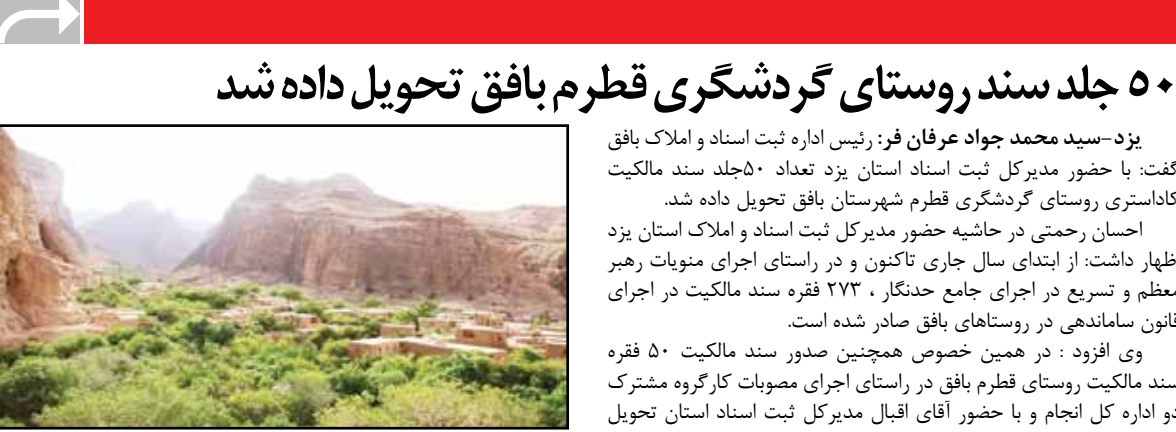 ۵۰ جلد سند روستای گردشگری قطرم بافق تحویل داده شد
یزد-سید محمد جواد عرفان فر: رئیس اداره ثبت اسناد و املاک بافق
گفت: با حضور مدیرکل ثبت اسناد استان یزد تعداد ۵۰جلد سند مالکیت
کاداستری روستای گردشگری قطرم شهرستان بافق تحویل داده شد.
احسان رحمتی در حاشیه حضور مدیرکل ثبت اسناد و املاک استان یزد
ظهار داشت: از ابتدای سال جاری تاکنون و در راستای اجرای منویات رهبر
معظم و تسریع در اجرای جامع حدنگار ، ۲۷۳ فقره سند مالکیت در اجرای
قانون ساماندهی در روستاهای بافق صادر شده است.
وی افزود : در همین خصوص همچنین صدور سند مالکیت ۵۰ فقره
سند مالکیت روستای قطرم بافق در راستای اجرای مصوبات کارگروه مشترک
دو اداره کل انجام و با حضور آقای اقبال مدیرکل ثبت اسناد استان تحویل